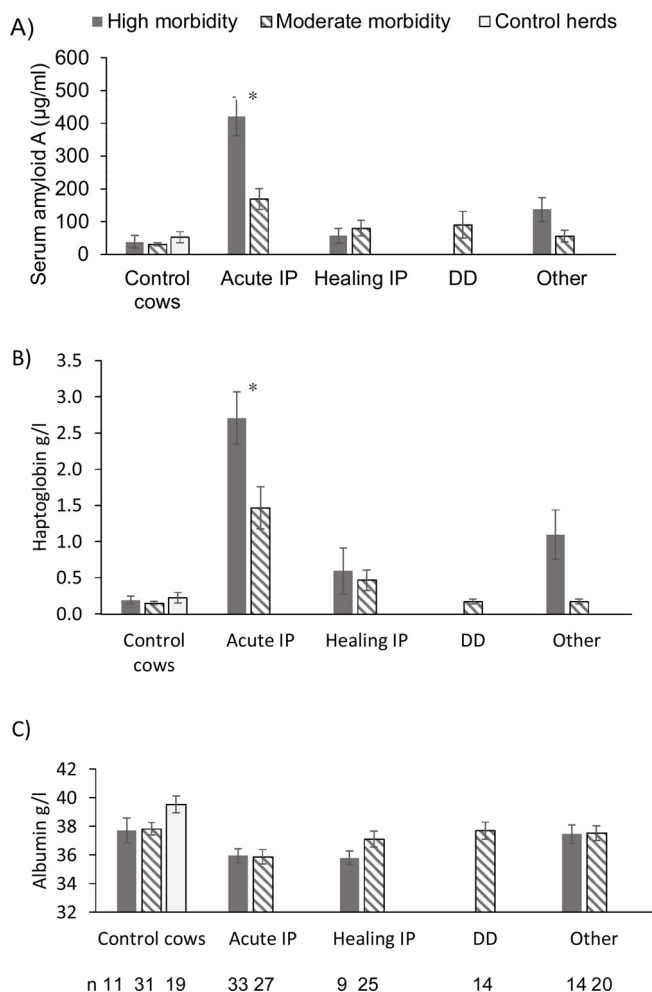 A)
High morbidity Moderate morbidity Control herds
Serum amyloid A (µg/ml)
600
500
400
300
200
100
0
*
Control cows Acute IP Healing IP DD Other
B)
Haptoglobin g/l
3.5
3.0
2.5
2.0
1.5
1.0
0.5
0.0
*
Control cows Acute IP Healing IP DD Other
C)
Albumin g/l
42
40
38
36
34
32
Control cows Acute IP Healing IP DD Other
n 11 31 19 33 27 9 25 14 14 20